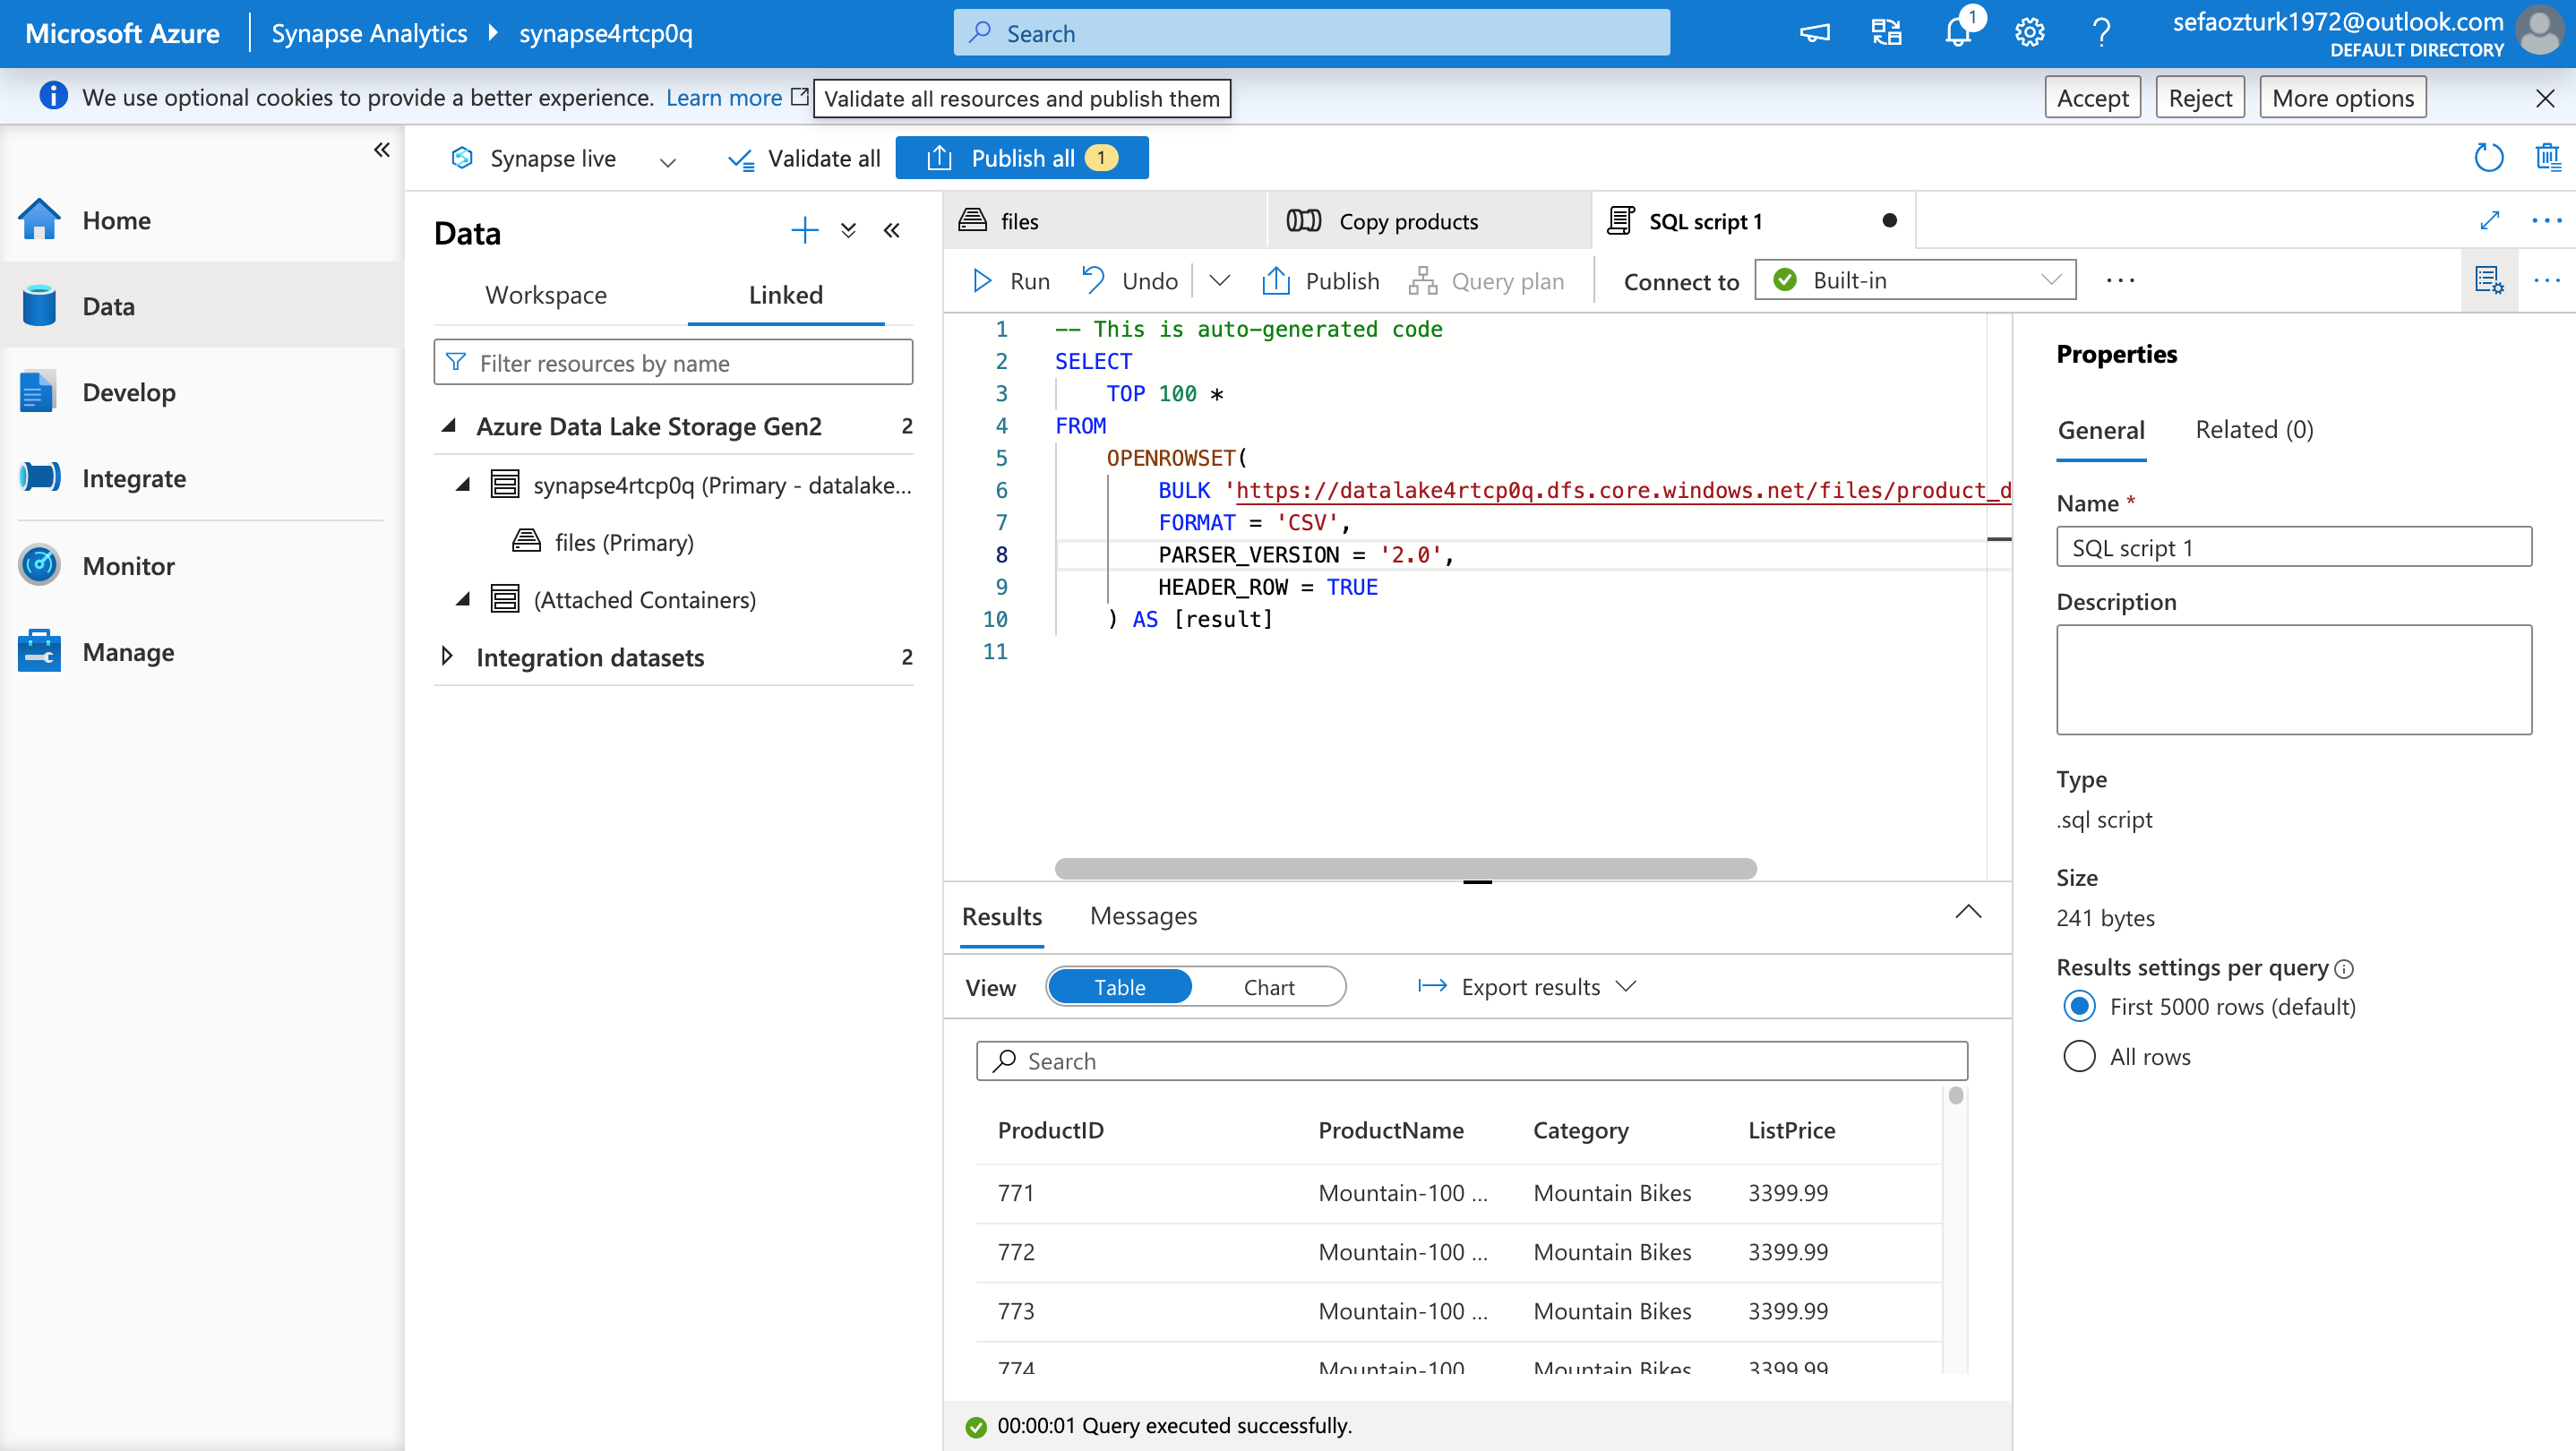 Microsoft Azure
Synapse Analytics
synapse4rtcp0q
Search
1
sefaozturk1972@outlook.com
DEFAULT DIRECTORY
We use optional cookies to provide a better experience. Learn more
Validate all resources and publish them
Accept
Reject
More options
Synapse live
Validate all
Publish all 1
Home
Data
Develop
Integrate
Monitor
Manage
Data
Workspace
Linked
Filter resources by name
Azure Data Lake Storage Gen2 2
synapse4rtcp0q (Primary - datalake...
files (Primary)
(Attached Containers)
Integration datasets 2
files
Copy products
SQL script 1
Run
Undo
Publish
Query plan
Connect to
Built-in
1 -- This is auto-generated code
2 SELECT
3 TOP 100 *
4 FROM
5 OPENROWSET(
6 BULK 'https://datalake4rtcp0q.dfs.core.windows.net/files/product_d
7 FORMAT = 'CSV',
8 PARSER_VERSION = '2.0',
9 HEADER_ROW = TRUE
10 ) AS [result]
11
Results
Messages
View
Table
Chart
Export results
Search
ProductID ProductName Category ListPrice
771 Mountain-100 ... Mountain Bikes 3399.99
772 Mountain-100 ... Mountain Bikes 3399.99
773 Mountain-100 ... Mountain Bikes 3399.99
774 Mountain-100 Mountain Bikes 3399.99
00:00:01 Query executed successfully.
Properties
General
Related (0)
Name *
SQL script 1
Description
Type
.sql script
Size
241 bytes
Results settings per query
First 5000 rows (default)
All rows